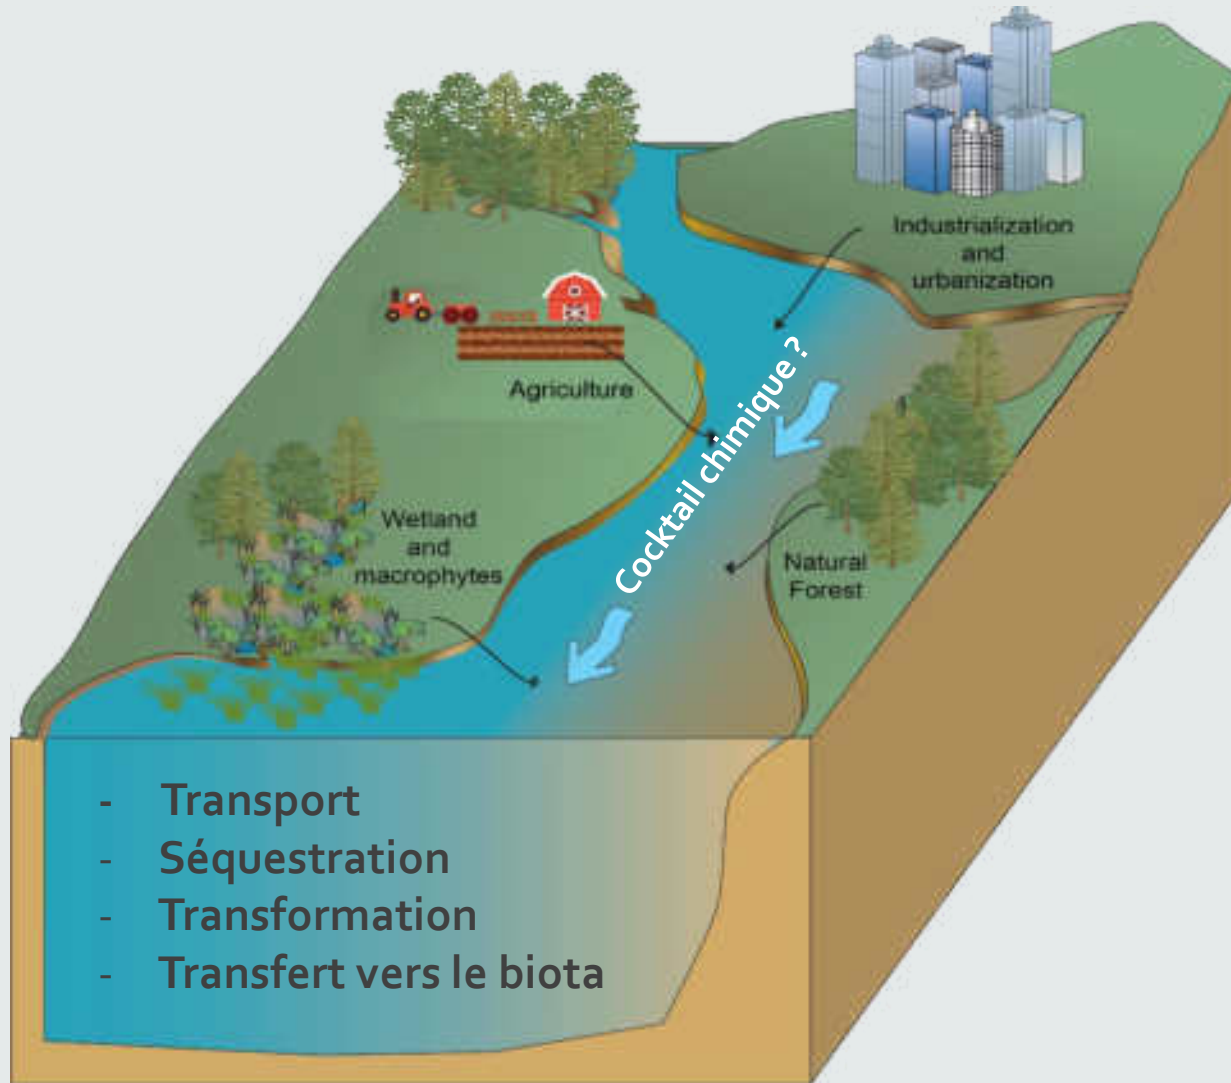 Industrialization
and
urbanization
Agriculture
Cocktail chimique ?
Wetland
and
macrophytes
Natural
Forest
- Transport
- Séquestration
- Transformation
- Transfert vers le biota